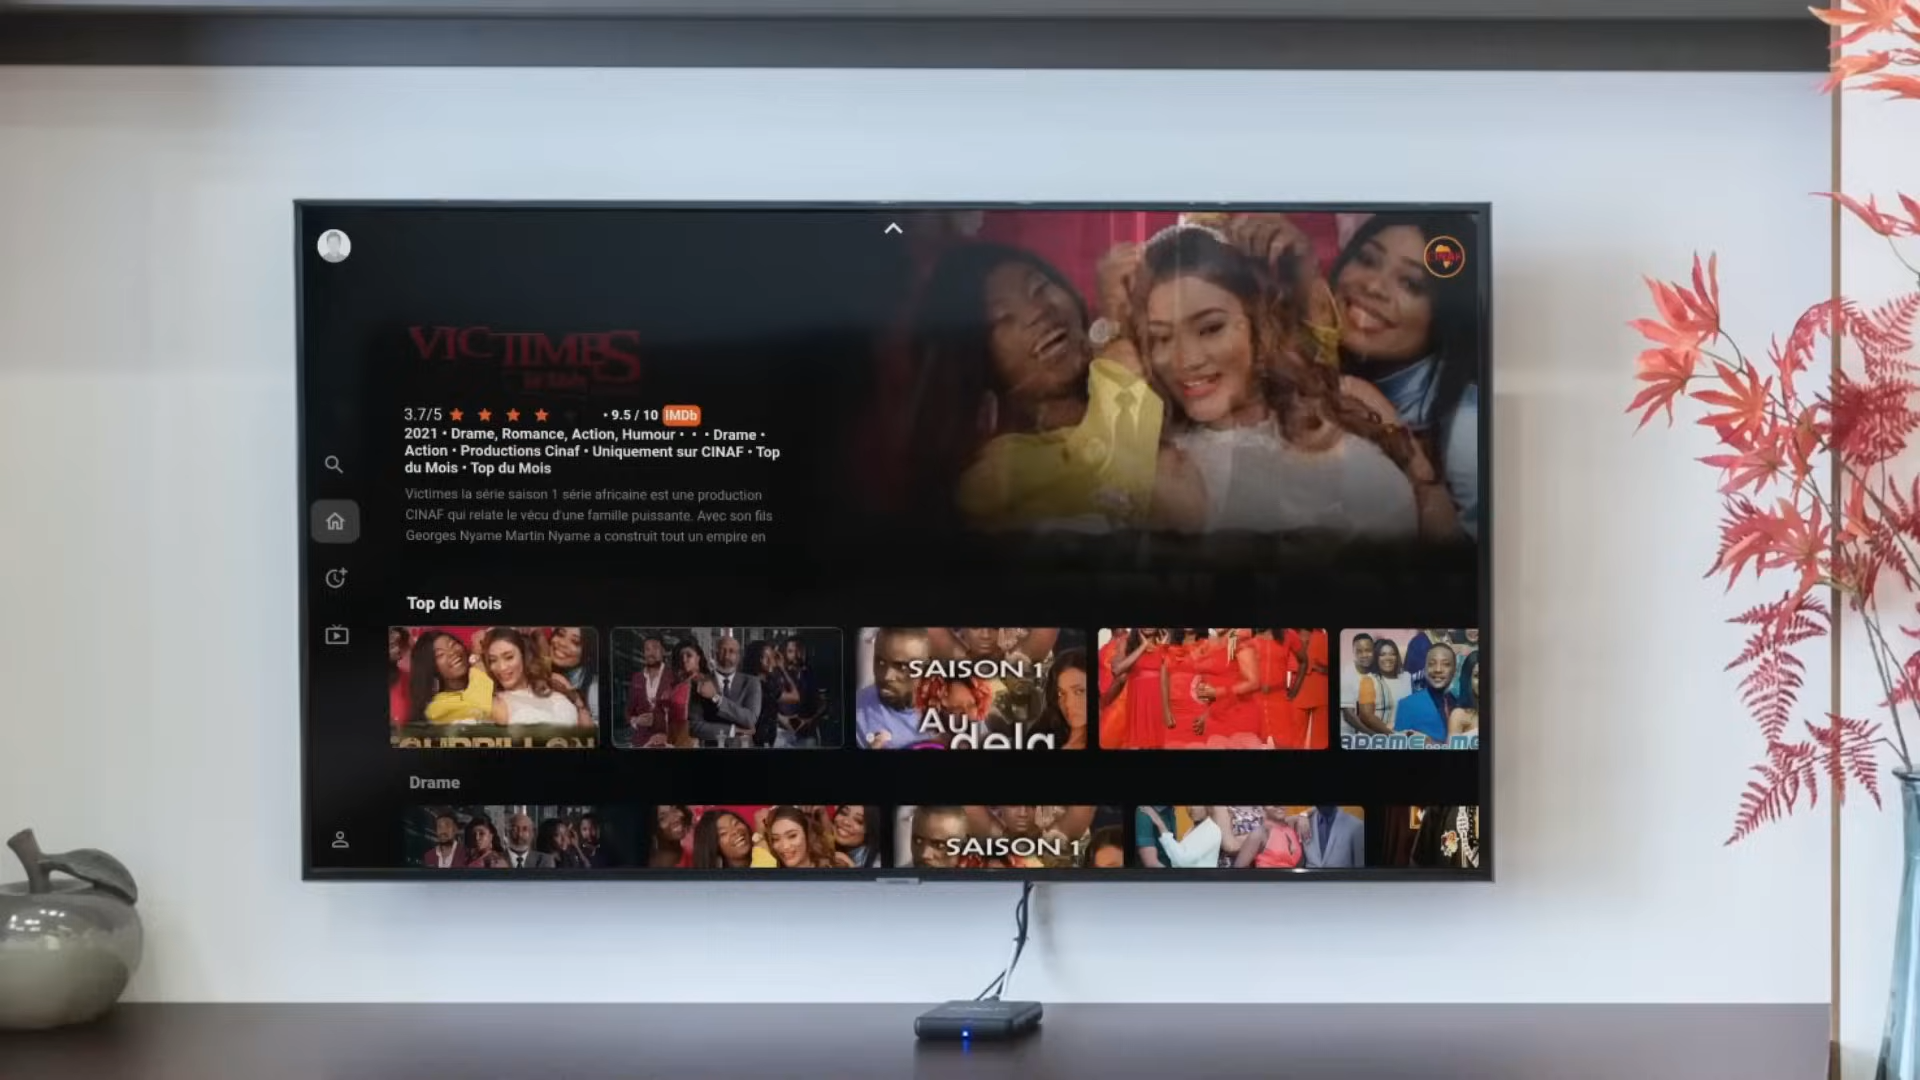 VICTIMES
3.7/5 • 9.5 / 10 IMDb
2021 • Drame, Romance, Action, Humour • • • Drame •
Action • Productions Cinaf • Uniquement sur CINAF • Top
du Mois • Top du Mois
Victimes la série saison 1 série africaine est une production
CINAF qui relate le vécu d'une famille puissante. Avec son fils
Georges Nyame Martin Nyame a construit tout un empire en
Top du Mois
SAISON 1
Au
delà
Drame
SAISON 1